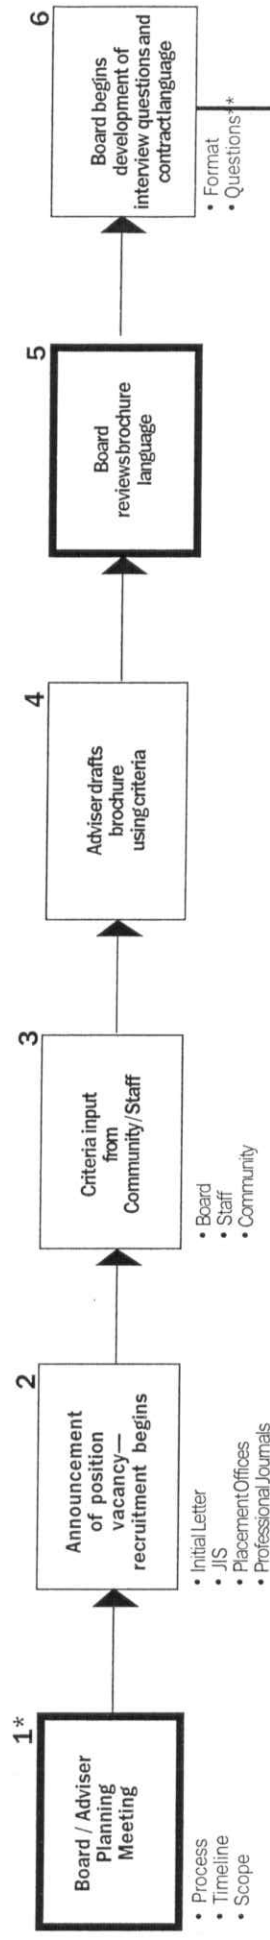 1*
Board / Adviser
Planning
Meeting
• Process
• Timeline
• Scope
2
Announcement
of position
vacancy—
recruitment begins
• Initial Letter
• JIS
• Placement Offices
• Professional Journals
3
Criteria input
from
Community/Staff
• Board
• Staff
• Community
4
Adviser drafts
brochure
using criteria
5
Board
reviews brochure
language
6
Board begins
development of
interview questions and
contract language
• Format
• Questions**